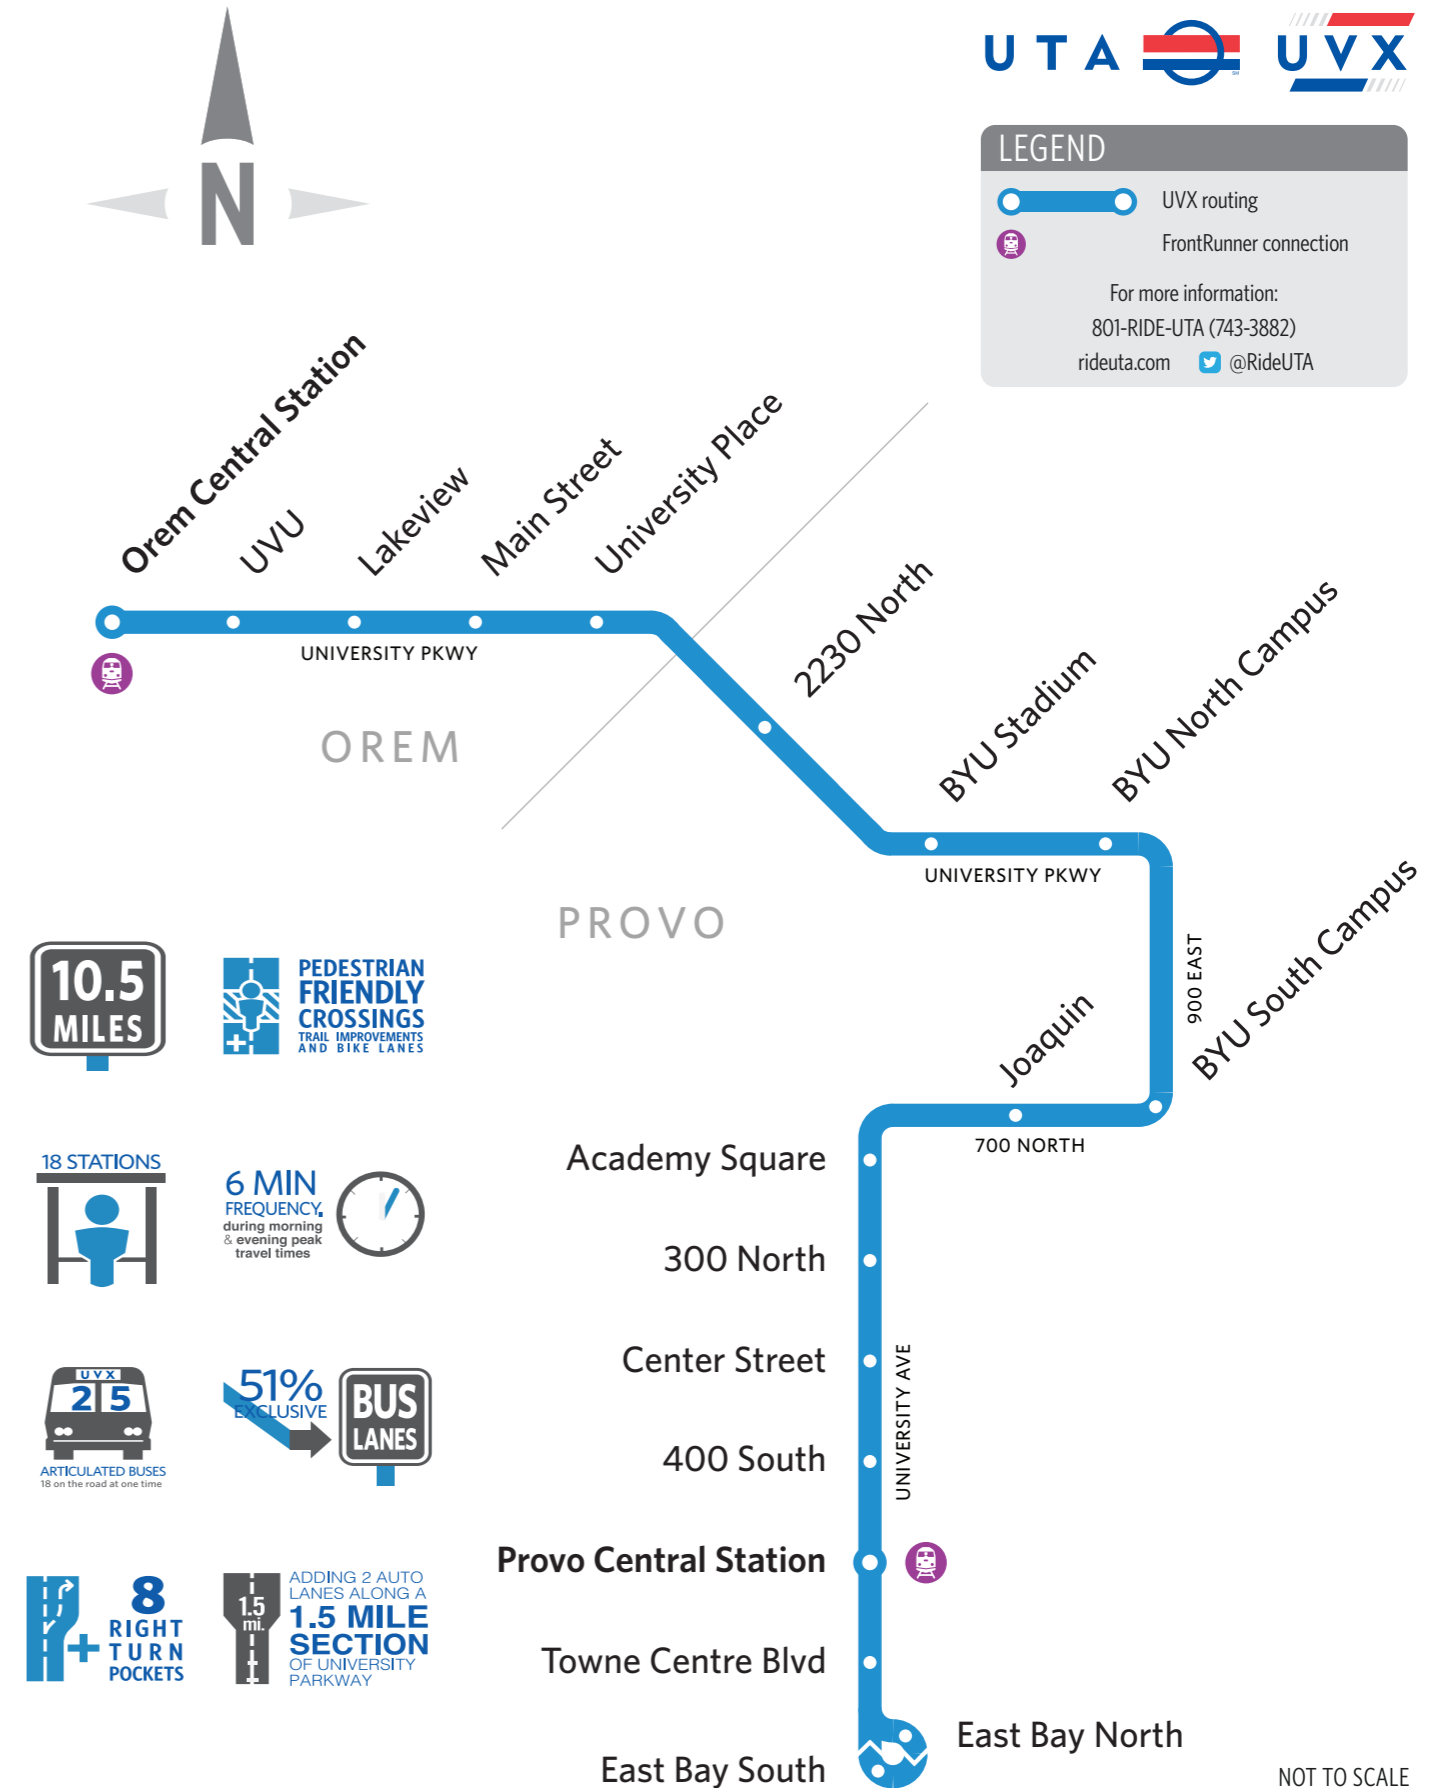 UTA
UVX
N
LEGEND
UVX routing
FrontRunner connection
For more information:
801-RIDE-UTA (743-3882)
rideuta.com @RideUTA
Orem Central Station
UVU
Lakeview
Main Street
University Place
UNIVERSITY PKWY
OREM
2230 North
BYU Stadium
BYU North Campus
UNIVERSITY PKWY
PROVO
900 EAST
BYU South Campus
Joaquin
700 NORTH
Academy Square
300 North
Center Street
400 South
UNIVERSITY AVE
Provo Central Station
Towne Centre Blvd
East Bay North
East Bay South
10.5
MILES
PEDESTRIAN
FRIENDLY
CROSSINGS
TRAIL IMPROVEMENTS
AND BIKE LANES
18 STATIONS
6 MIN
FREQUENCY.
during morning
& evening peak
travel times
UVX
25
ARTICULATED BUSES
18 on the road at one time
51%
EXCLUSIVE
BUS
LANES
8
RIGHT
TURN
POCKETS
1.5
mi.
ADDING 2 AUTO
LANES ALONG A
1.5 MILE
SECTION
OF UNIVERSITY
PARKWAY
NOT TO SCALE